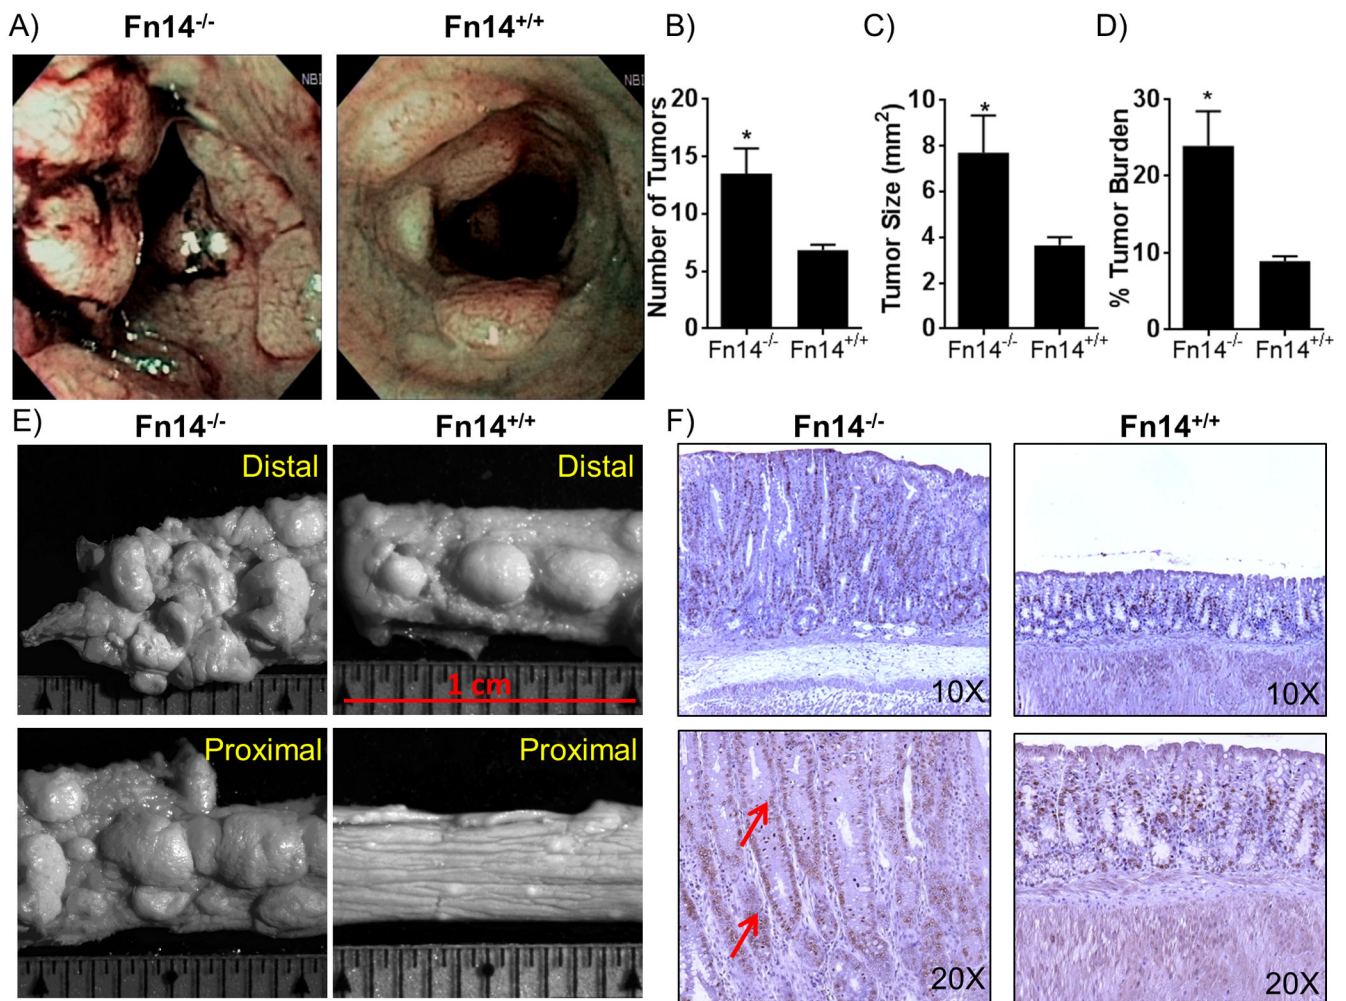 A)
Fn14-/-
Fn14+/+
NBI
NBI
B)
Number of Tumors
20
15
10
5
0
*
Fn14-/-
Fn14+/+
C)
Tumor Size (mm2)
10
8
6
4
2
0
*
Fn14-/-
Fn14+/+
D)
% Tumor Burden
30
20
10
0
*
Fn14-/-
Fn14+/+
E)
Fn14-/-
Fn14+/+
Distal
Distal
1 cm
Proximal
Proximal
F)
Fn14-/-
Fn14+/+
10X
10X
20X
20X